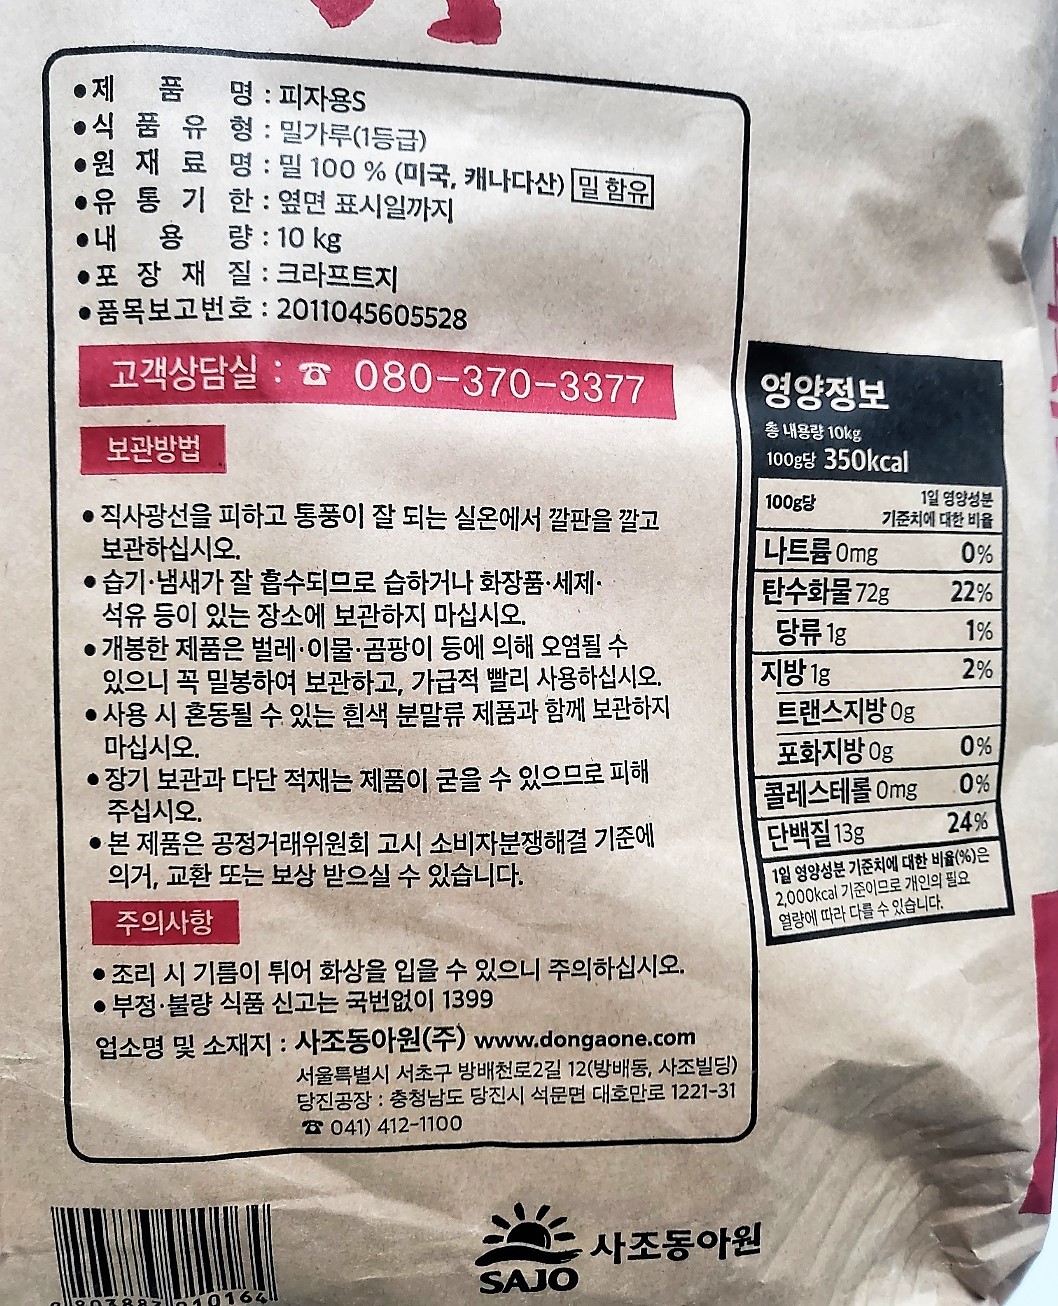 ●제 품 명 : 피자용S
●식 품 유 형 : 밀가루(1등급)
●원 재 료 명 : 밀 100 % (미국, 캐나다산) 밀 함유
●유 통 기 한 : 옆면 표시일까지
●내 용 량 : 10 kg
●포 장 재 질 : 크라프트지
●품목보고번호 : 2011045605528
고객상담실 : ☎ 080-370-3377
보관방법
● 직사광선을 피하고 통풍이 잘 되는 실온에서 깔판을 깔고
보관하십시오.
● 습기·냄새가 잘 흡수되므로 습하거나 화장품·세제·
석유 등이 있는 장소에 보관하지 마십시오.
● 개봉한 제품은 벌레·이물·곰팡이 등에 의해 오염될 수
있으니 꼭 밀봉하여 보관하고, 가급적 빨리 사용하십시오.
● 사용 시 혼동될 수 있는 흰색 분말류 제품과 함께 보관하지
마십시오.
● 장기 보관과 다단 적재는 제품이 굳을 수 있으므로 피해
주십시오.
● 본 제품은 공정거래위원회 고시 소비자분쟁해결 기준에
의거, 교환 또는 보상 받으실 수 있습니다.
주의사항
● 조리 시 기름이 튀어 화상을 입을 수 있으니 주의하십시오.
● 부정·불량 식품 신고는 국번없이 1399
업소명 및 소재지 : 사조동아원(주) www.dongaone.com
서울특별시 서초구 방배천로2길 12(방배동, 사조빌딩)
당진공장 : 충청남도 당진시 석문면 대호만로 1221-31
☎ 041) 412-1100
영양정보
총 내용량 10kg
100g당 350kcal
100g당 1일 영양성분
기준치에 대한 비율
나트륨 0mg 0%
탄수화물 72g 22%
당류 1g 1%
지방 1g 2%
트랜스지방 0g
포화지방 0g 0%
콜레스테롤 0mg 0%
단백질 13g 24%
1일 영양성분 기준치에 대한 비율(%)은
2,000kcal 기준이므로 개인의 필요
열량에 따라 다를 수 있습니다.
사조동아원
SAJO